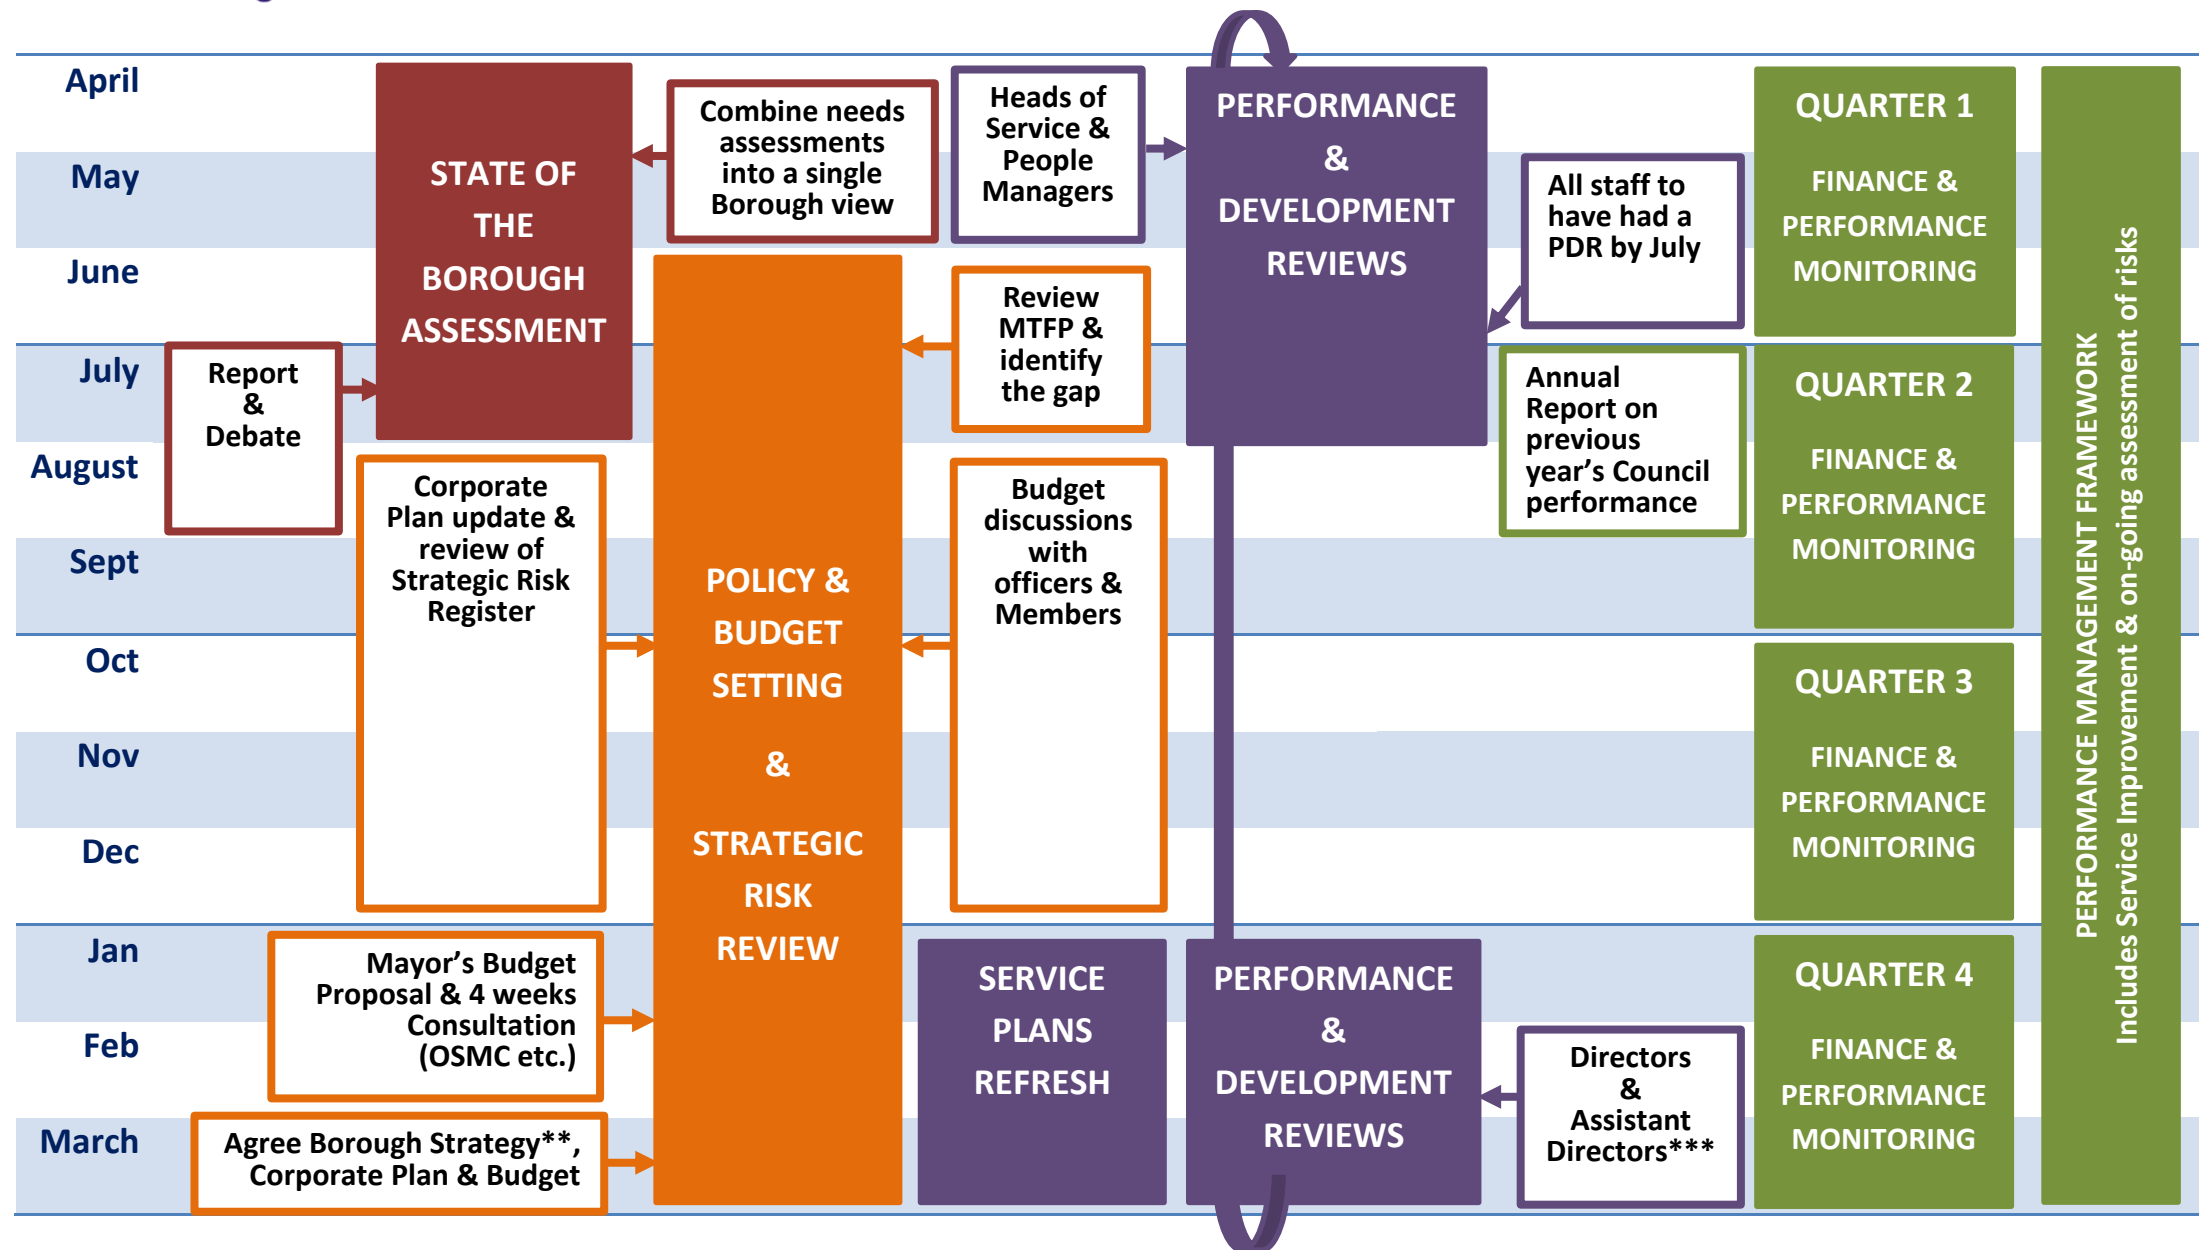 April
May
June
July
August
Sept
Oct
Nov
Dec
Jan
Feb
March
STATE OF
THE
BOROUGH
ASSESSMENT
Combine needs
assessments
into a single
Borough view
Report
&
Debate
Corporate
Plan update &
review of
Strategic Risk
Register
Mayor’s Budget
Proposal & 4 weeks
Consultation
(OSMC etc.)
Agree Borough Strategy**,
Corporate Plan & Budget
POLICY &
BUDGET
SETTING
&
STRATEGIC
RISK
REVIEW
Heads of
Service &
People
Managers
Review
MTFP &
identify
the gap
Budget
discussions
with
officers &
Members
SERVICE
PLANS
REFRESH
PERFORMANCE
&
DEVELOPMENT
REVIEWS
PERFORMANCE
&
DEVELOPMENT
REVIEWS
All staff to
have had a
PDR by July
Annual
Report on
previous
year’s Council
performance
Directors
&
Assistant
Directors***
QUARTER 1
FINANCE &
PERFORMANCE
MONITORING
QUARTER 2
FINANCE &
PERFORMANCE
MONITORING
QUARTER 3
FINANCE &
PERFORMANCE
MONITORING
QUARTER 4
FINANCE &
PERFORMANCE
MONITORING
PERFORMANCE MANAGEMENT FRAMEWORK
Includes Service Improvement & on-going assessment of risks